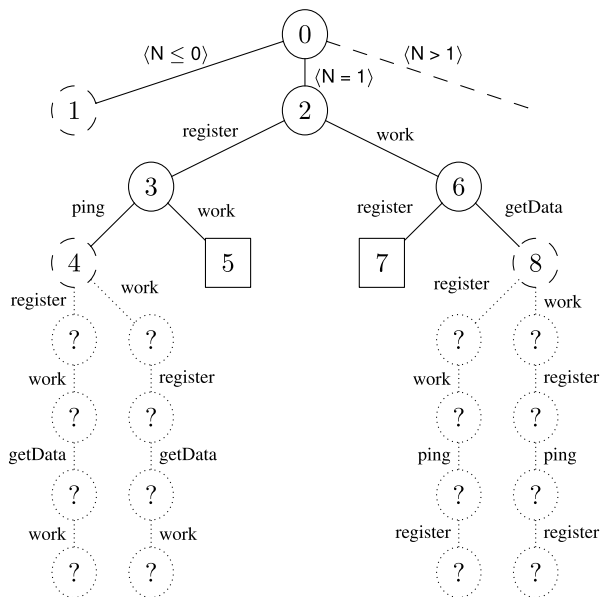 0
⟨N ≤ 0⟩ ⟨N > 1⟩
⟨N = 1⟩
1 2
register work
3 6
ping work register getData
4 5 7 8
register work register work
? ? ? ?
work register work register
? ? ? ?
getData getData ping ping
? ? ? ?
work work register register
? ? ? ?